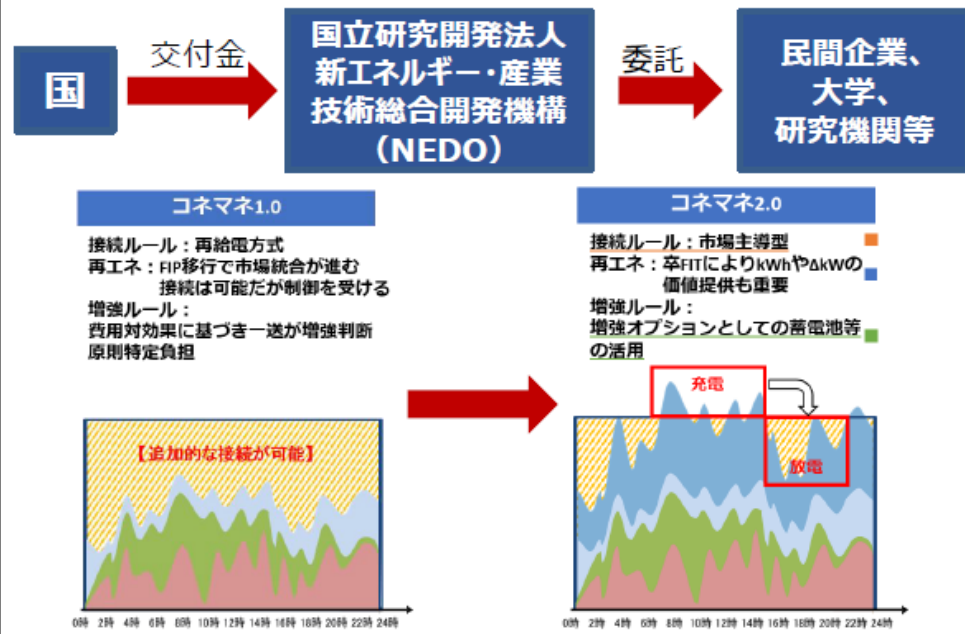 国
交付金
国立研究開発法人
新エネルギー・産業
技術総合開発機構
（NEDO）
委託
民間企業、
大学、
研究機関等
コネマネ1.0
接続ルール：再給電方式
再エネ：FIP移行で市場統合が進む
接続は可能だが制御を受ける
増強ルール：
費用対効果に基づき一送が増強判断
原則特定負担
【追加的な接続が可能】
0時 2時 4時 6時 8時 10時 12時 14時 16時 18時 20時 22時 24時
コネマネ2.0
接続ルール：市場主導型
再エネ：卒FITによりkWhやΔkWの
価値提供も重要
増強ルール：
増強オプションとしての蓄電池等
の活用
充電
放電
0時 2時 4時 6時 8時 10時 12時 14時 16時 18時 20時 22時 24時